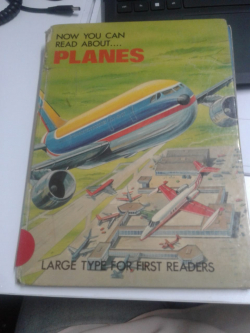 NOW YOU CAN
READ ABOUT....
PLANES
LARGE TYPE FOR FIRST READERS